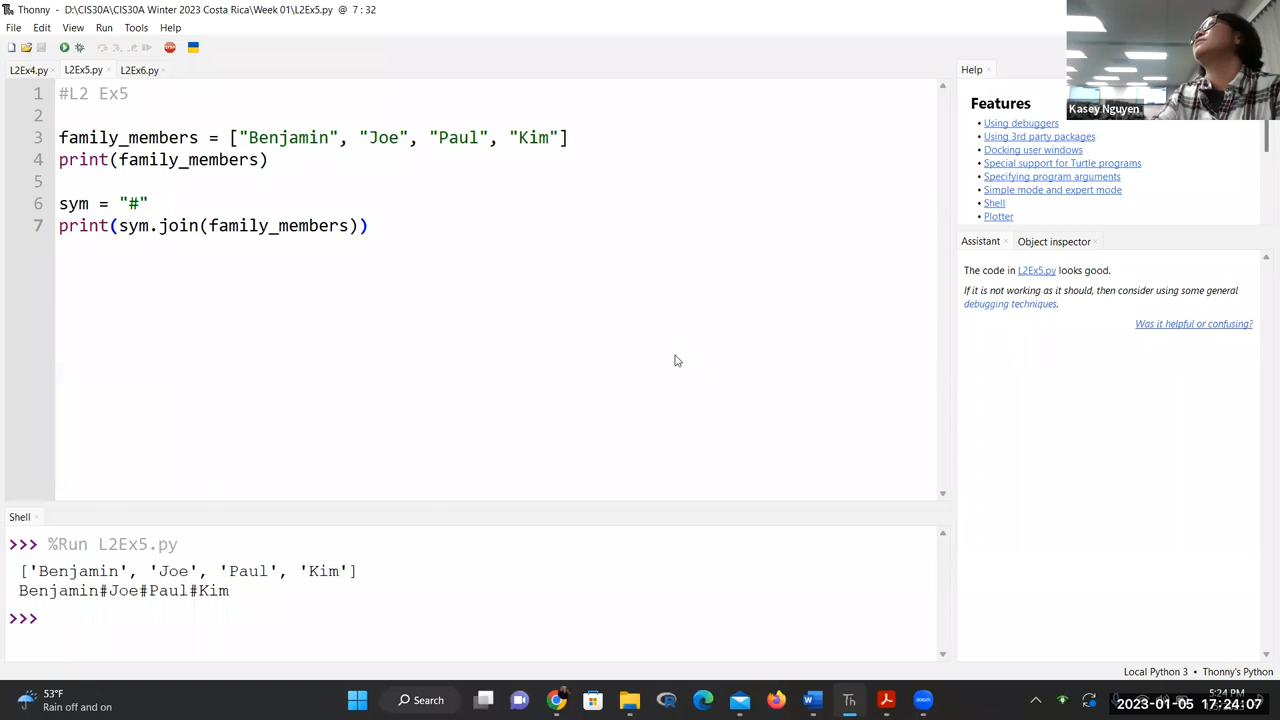 Thonny - D:\CIS30A\CIS30A Winter 2023 Costa Rica\Week 01\L2Ex5.py @ 7 : 32
File Edit View Run Tools Help
L2Ex4.py L2Ex5.py L2Ex6.py
1 #L2 Ex5
2
3 family_members = ["Benjamin", "Joe", "Paul", "Kim"]
4 print(family_members)
5
6 sym = "#"
7 print(sym.join(family_members))
Kasey Nguyen
Help
Features
• Using debuggers
• Using 3rd party packages
• Docking user windows
• Special support for Turtle programs
• Specifying program arguments
• Simple mode and expert mode
• Shell
• Plotter
Assistant Object inspector
The code in L2Ex5.py looks good.
If it is not working as it should, then consider using some general
debugging techniques.
Was it helpful or confusing?
Shell
>>> %Run L2Ex5.py
['Benjamin', 'Joe', 'Paul', 'Kim']
Benjamin#Joe#Paul#Kim
>>>
Local Python 3 • Thonny's Python
53°F
Rain off and on
Search
5:24 PM
2023-01-05 17:24:07